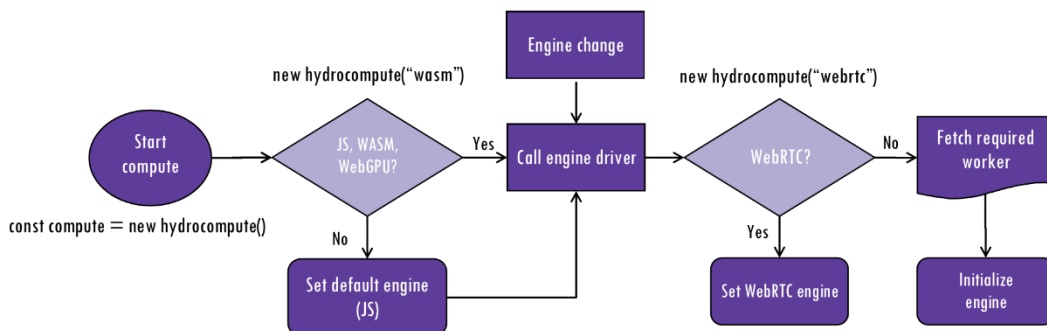 Engine change
new hydrocompute(“wasm”)
new hydrocompute(“webrtc”)
Start
compute
JS, WASM,
WebGPU?
Yes
Call engine driver
WebRTC?
No
Fetch required
worker
const compute = new hydrocompute()
No
Yes
Set default engine
(JS)
Set WebRTC engine
Initialize
engine